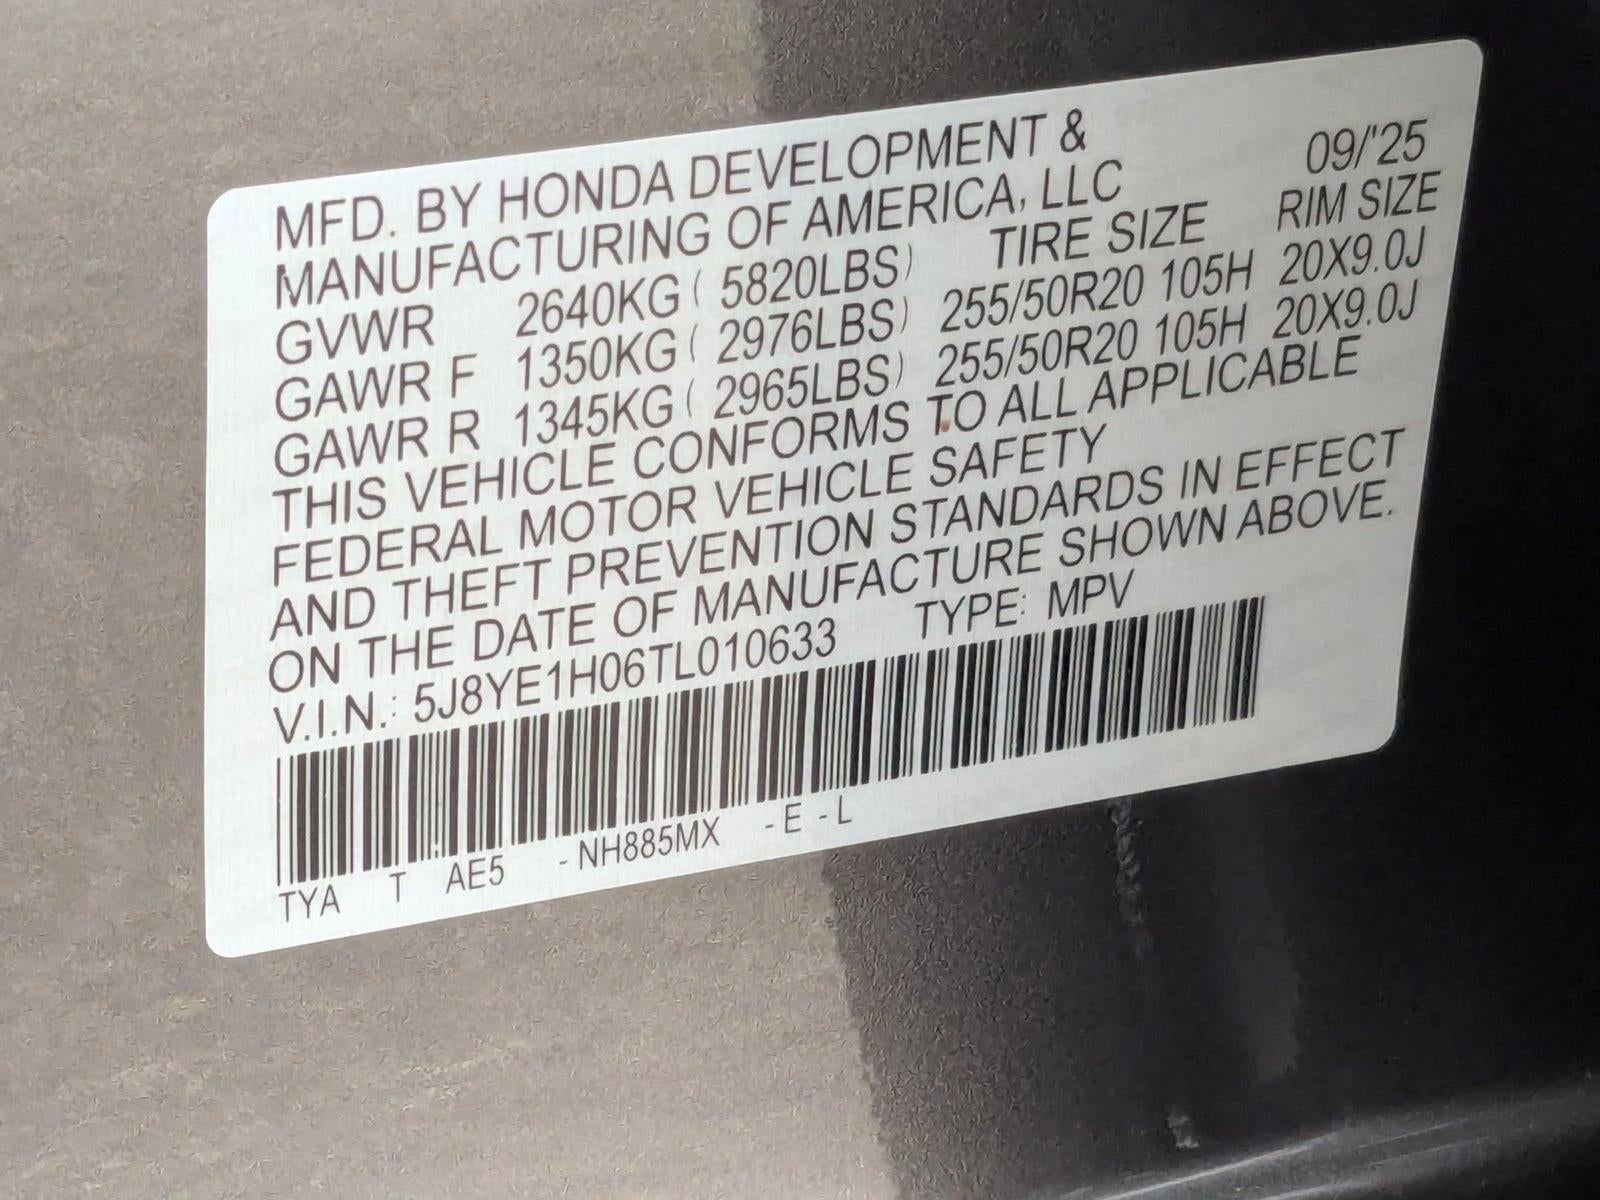 MFD. BY HONDA DEVELOPMENT &
MANUFACTURING OF AMERICA, LLC 09/'25
GVWR 2640KG ( 5820LBS) TIRE SIZE RIM SIZE
GAWR F 1350KG ( 2976LBS) 255/50R20 105H 20X9.0J
GAWR R 1345KG ( 2965LBS) 255/50R20 105H 20X9.0J
THIS VEHICLE CONFORMS TO ALL APPLICABLE
FEDERAL MOTOR VEHICLE SAFETY
AND THEFT PREVENTION STANDARDS IN EFFECT
ON THE DATE OF MANUFACTURE SHOWN ABOVE.
V.I.N.: 5J8YE1H06TL010633 TYPE: MPV
TYA T AE5 -NH885MX -E -L